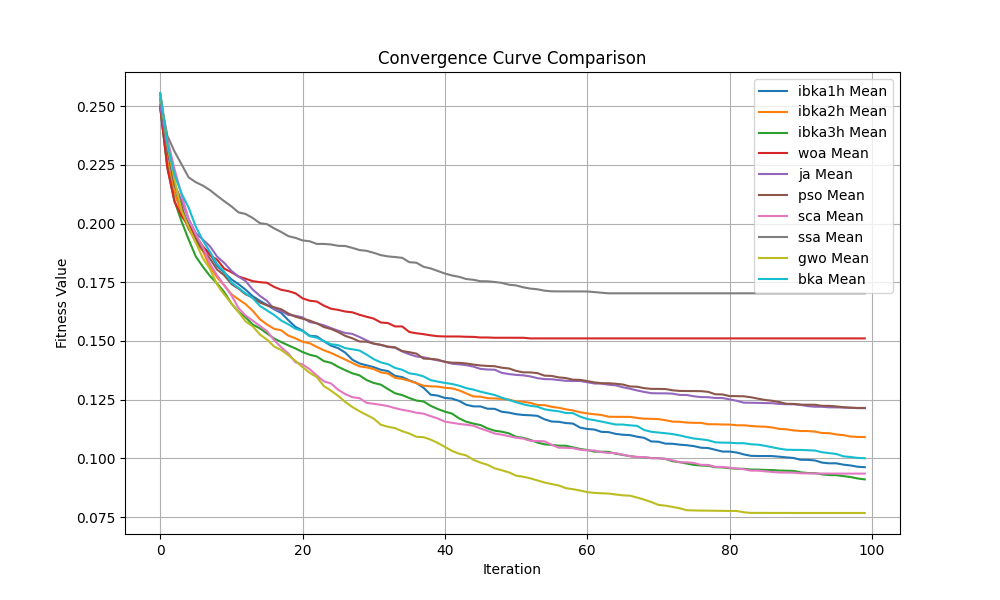 Convergence Curve Comparison
Fitness Value
0.250
0.225
0.200
0.175
0.150
0.125
0.100
0.075
ibka1h Mean
ibka2h Mean
ibka3h Mean
woa Mean
ja Mean
pso Mean
sca Mean
ssa Mean
gwo Mean
bka Mean
0 20 40 60 80 100
Iteration